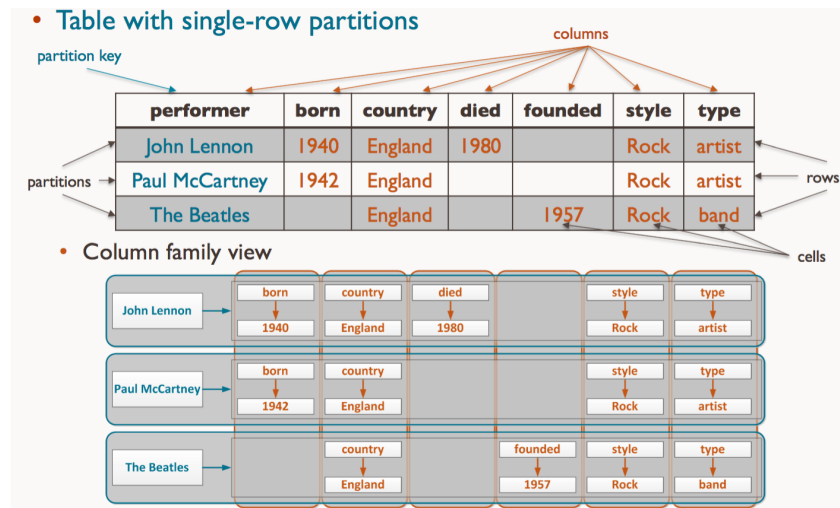 • Table with single-row partitions
columns
partition key
performer born country died founded style type
John Lennon 1940 England 1980 Rock artist
partitions Paul McCartney 1942 England Rock artist rows
The Beatles England 1957 Rock band
• Column family view
cells
born country died style type
John Lennon
1940 England 1980 Rock artist
born country style type
Paul McCartney
1942 England Rock artist
country founded style type
The Beatles
England 1957 Rock band